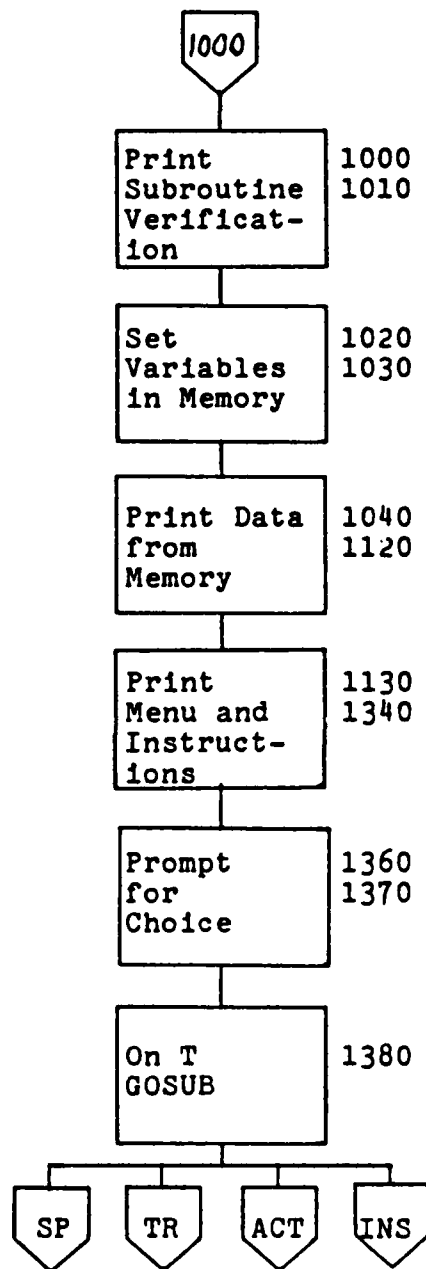 1000
Print 1000
Subroutine 1010
Verificat-
ion
Set 1020
Variables 1030
in Memory
Print Data 1040
from 1120
Memory
Print 1130
Menu and 1340
Instruct-
ions
Prompt 1360
for 1370
Choice
On T 1380
GOSUB
SP TR ACT INS